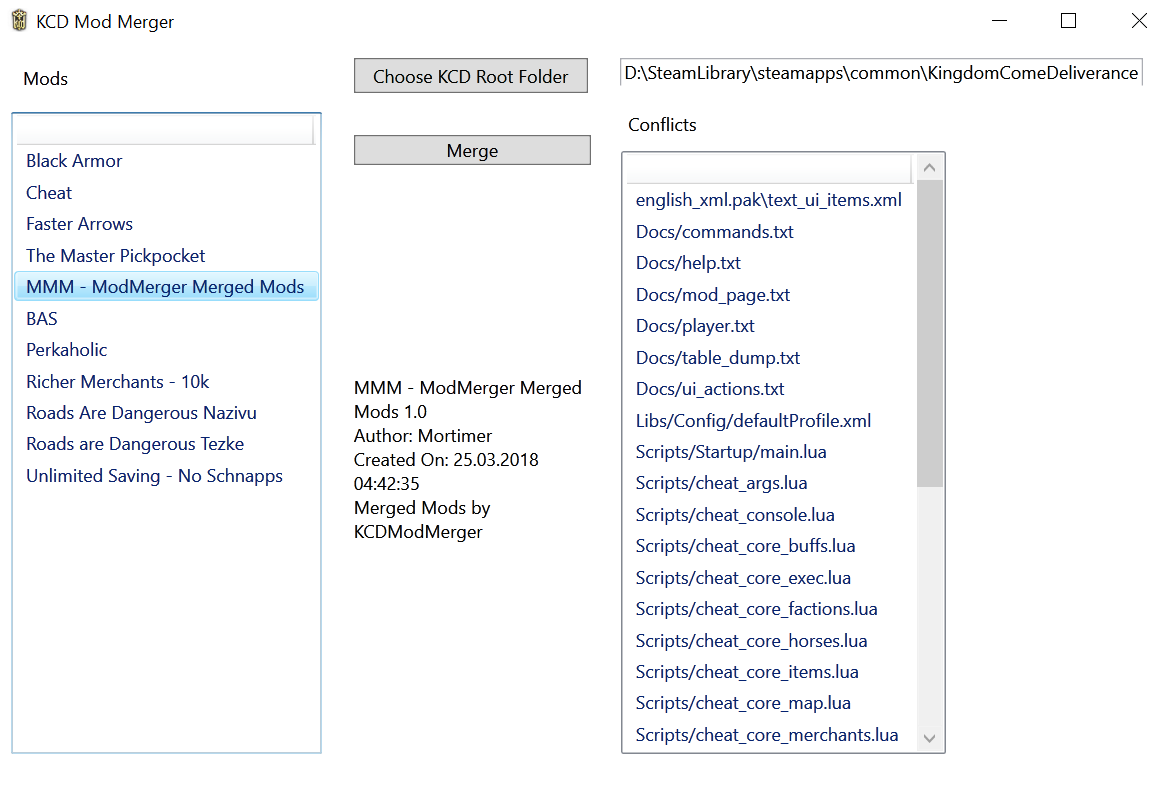 KCD Mod Merger
Mods
Choose KCD Root Folder
D:\SteamLibrary\steamapps\common\KingdomComeDeliverance
Merge
Black Armor
Cheat
Faster Arrows
The Master Pickpocket
MMM - ModMerger Merged Mods
BAS
Perkaholic
Richer Merchants - 10k
Roads Are Dangerous Nazivu
Roads are Dangerous Tezke
Unlimited Saving - No Schnapps
MMM - ModMerger Merged
Mods 1.0
Author: Mortimer
Created On: 25.03.2018
04:42:35
Merged Mods by
KCDModMerger
Conflicts
english_xml.pak\text_ui_items.xml
Docs/commands.txt
Docs/help.txt
Docs/mod_page.txt
Docs/player.txt
Docs/table_dump.txt
Docs/ui_actions.txt
Libs/Config/defaultProfile.xml
Scripts/Startup/main.lua
Scripts/cheat_args.lua
Scripts/cheat_console.lua
Scripts/cheat_core_buffs.lua
Scripts/cheat_core_exec.lua
Scripts/cheat_core_factions.lua
Scripts/cheat_core_horses.lua
Scripts/cheat_core_items.lua
Scripts/cheat_core_map.lua
Scripts/cheat_core_merchants.lua